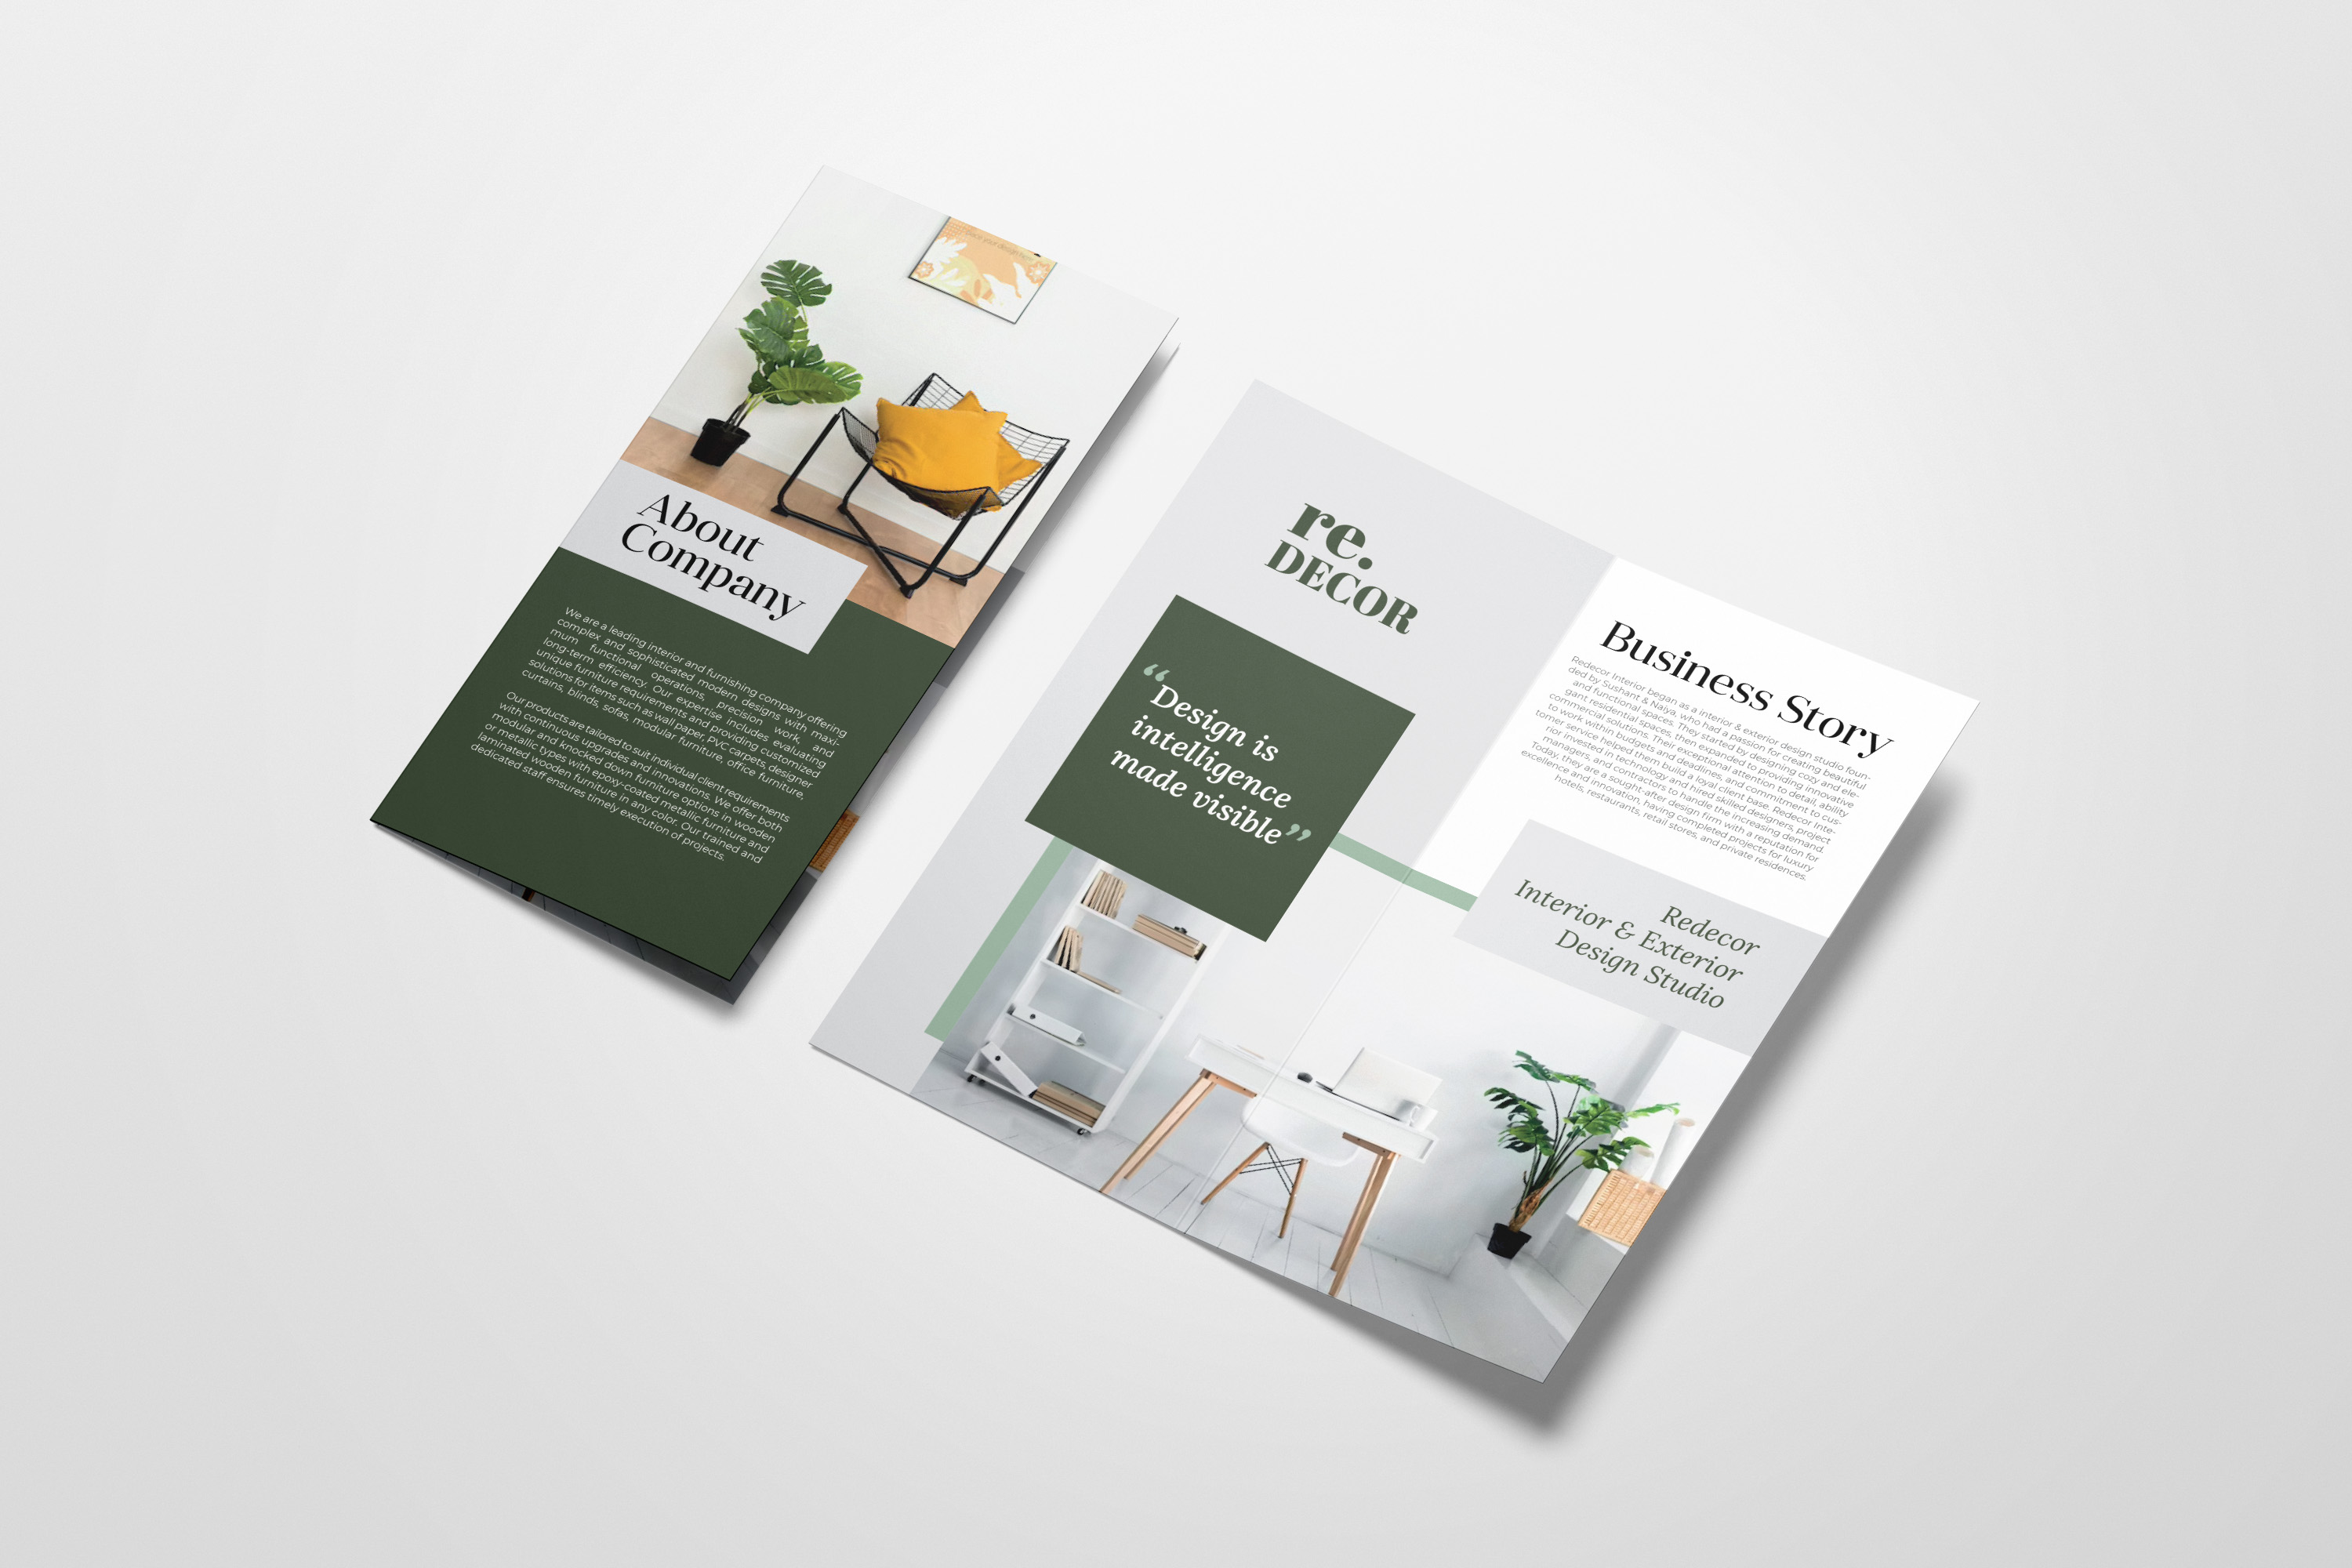 About
Company
We are a leading interior and furnishing company offering
complex and sophisticated modern designs with maxi-
mum functional operations, precision work, and
long-term efficiency. Our expertise includes evaluating
unique furniture requirements and providing customized
solutions for items such as wall paper, PVC carpets, designer
curtains, blinds, sofas, modular furniture, office furniture,
Our products are tailored to suit individual client requirements
with continuous upgrades and innovations. We offer both
modular and knocked down furniture options in wooden
or metallic types with epoxy-coated metallic furniture and
laminated wooden furniture in any color. Our trained and
dedicated staff ensures timely execution of projects.
re.
DECOR
“Design is
intelligence
made visible”
Business Story
Redecor Interior began as a interior & exterior design studio foun-
ded by Sushant & Naiya, who had a passion for creating beautiful
and functional spaces. They started by designing cozy and ele-
gant residential spaces, then expanded to providing innovative
commercial solutions. Their exceptional attention to detail, ability
to work within budgets and deadlines, and commitment to cus-
tomer service helped them build a loyal client base. Redecor Inte-
rior invested in technology and hired skilled designers, project
managers, and contractors to handle the increasing demand.
Today, they are a sought-after design firm with a reputation for
excellence and innovation, having completed projects for luxury
hotels, restaurants, retail stores, and private residences.
Redecor
Interior & Exterior
Design Studio